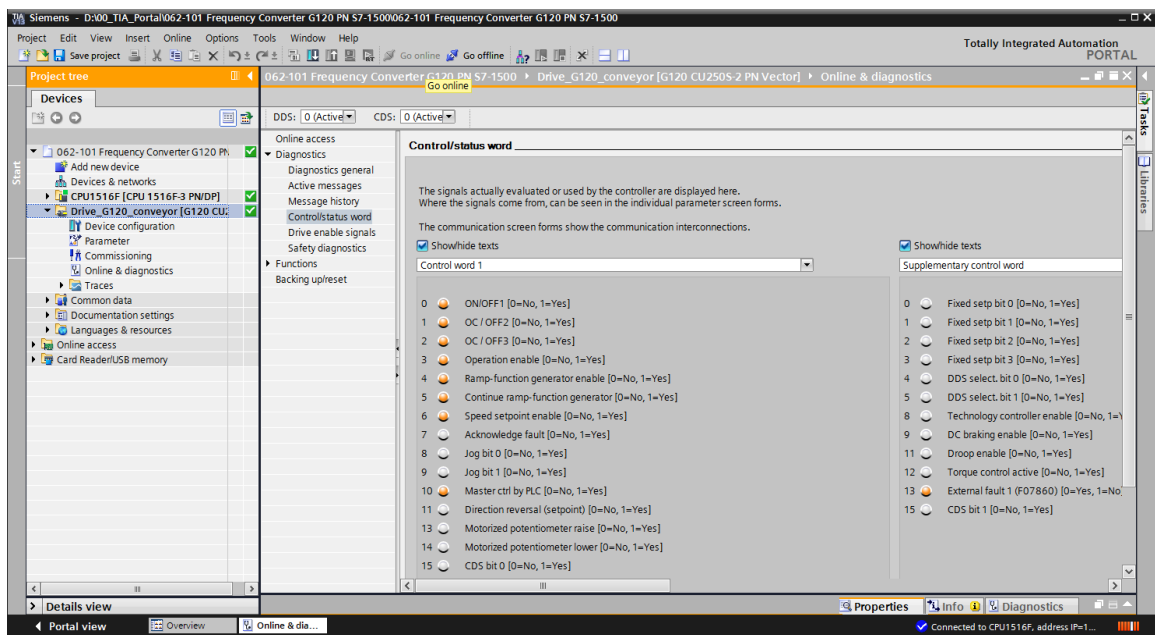 Siemens - D:\00_TIA_Portal\062-101 Frequency Converter G120 PN S7-1500\062-101 Frequency Converter G120 PN S7-1500
Project Edit View Insert Online Options Tools Window Help
Totally Integrated Automation
PORTAL
Save project Go online Go offline
Project tree
062-101 Frequency Converter G120 PN S7-1500 Drive_G120_conveyor [G120 CU250S-2 PN Vector] Online & diagnostics
Go online
Devices
Start
062-101 Frequency Converter G120 PN
Add new device
Devices & networks
CPU1516F [CPU 1516F-3 PN/DP]
Drive_G120_conveyor [G120 CU
Device configuration
Parameter
Commissioning
Online & diagnostics
Traces
Common data
Documentation settings
Languages & resources
Online access
Card Reader/USB memory
DDS: 0 (Active CDS: 0 (Active
Online access
Diagnostics
Diagnostics general
Active messages
Message history
Control/status word
Drive enable signals
Safety diagnostics
Functions
Backing up/reset
Control/status word
The signals actually evaluated or used by the controller are displayed here.
Where the signals come from, can be seen in the individual parameter screen forms.
The communication screen forms show the communication interconnections.
Show/hide texts
Control word 1
0 ON/OFF1 [0=No, 1=Yes]
1 OC / OFF2 [0=No, 1=Yes]
2 OC / OFF3 [0=No, 1=Yes]
3 Operation enable [0=No, 1=Yes]
4 Ramp-function generator enable [0=No, 1=Yes]
5 Continue ramp-function generator [0=No, 1=Yes]
6 Speed setpoint enable [0=No, 1=Yes]
7 Acknowledge fault [0=No, 1=Yes]
8 Jog bit 0 [0=No, 1=Yes]
9 Jog bit 1 [0=No, 1=Yes]
10 Master ctrl by PLC [0=No, 1=Yes]
11 Direction reversal (setpoint) [0=No, 1=Yes]
13 Motorized potentiometer raise [0=No, 1=Yes]
14 Motorized potentiometer lower [0=No, 1=Yes]
15 CDS bit 0 [0=No, 1=Yes]
Show/hide texts
Supplementary control word
0 Fixed setp bit 0 [0=No, 1=Yes]
1 Fixed setp bit 1 [0=No, 1=Yes]
2 Fixed setp bit 2 [0=No, 1=Yes]
3 Fixed setp bit 3 [0=No, 1=Yes]
4 DDS select. bit 0 [0=No, 1=Yes]
5 DDS select. bit 1 [0=No, 1=Yes]
8 Technology controller enable [0=No, 1=Y
9 DC braking enable [0=No, 1=Yes]
11 Droop enable [0=No, 1=Yes]
12 Torque control active [0=No, 1=Yes]
13 External fault 1 (F07860) [0=Yes, 1=No
15 CDS bit 1 [0=No, 1=Yes]
Tasks
Libraries
Details view
Properties Info Diagnostics
Portal view Overview Online & dia... Connected to CPU1516F, address IP=1...